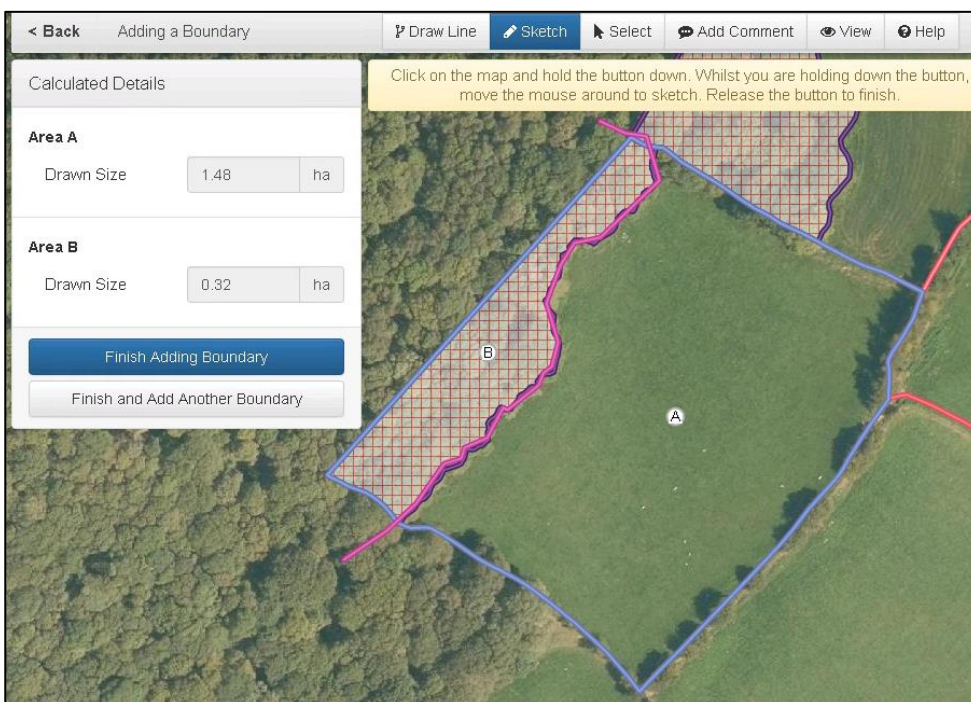 < Back Adding a Boundary Draw Line Sketch Select Add Comment View Help
Calculated Details
Click on the map and hold the button down. Whilst you are holding down the button,
move the mouse around to sketch. Release the button to finish.
Area A
Drawn Size 1.48 ha
Area B
Drawn Size 0.32 ha
Finish Adding Boundary
Finish and Add Another Boundary
B
A